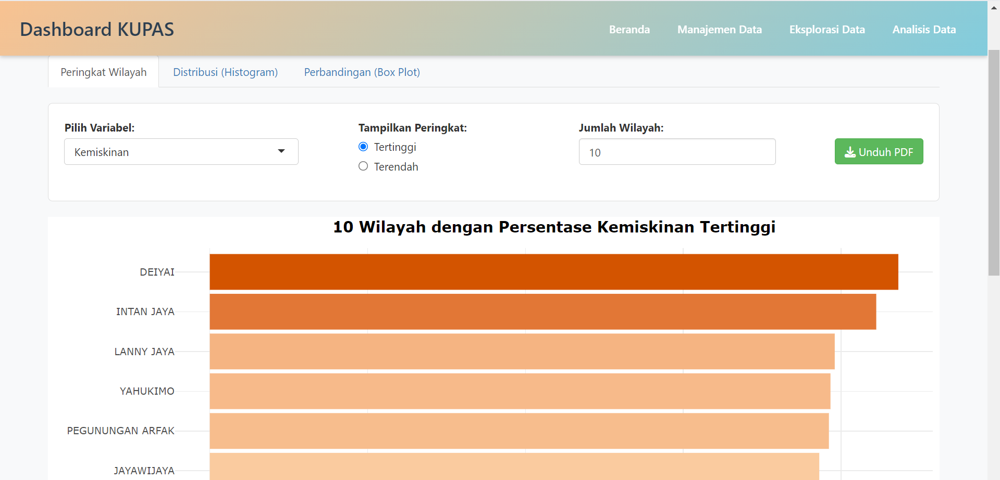 Dashboard KUPAS
Beranda Manajemen Data Eksplorasi Data Analisis Data
Peringkat Wilayah Distribusi (Histogram) Perbandingan (Box Plot)
Pilih Variabel: Tampilkan Peringkat: Jumlah Wilayah:
Kemiskinan Tertinggi 10 Unduh PDF
Terendah
10 Wilayah dengan Persentase Kemiskinan Tertinggi
DEIYAI
INTAN JAYA
LANNY JAYA
YAHUKIMO
PEGUNUNGAN ARFAK
JAYAWIJAYA